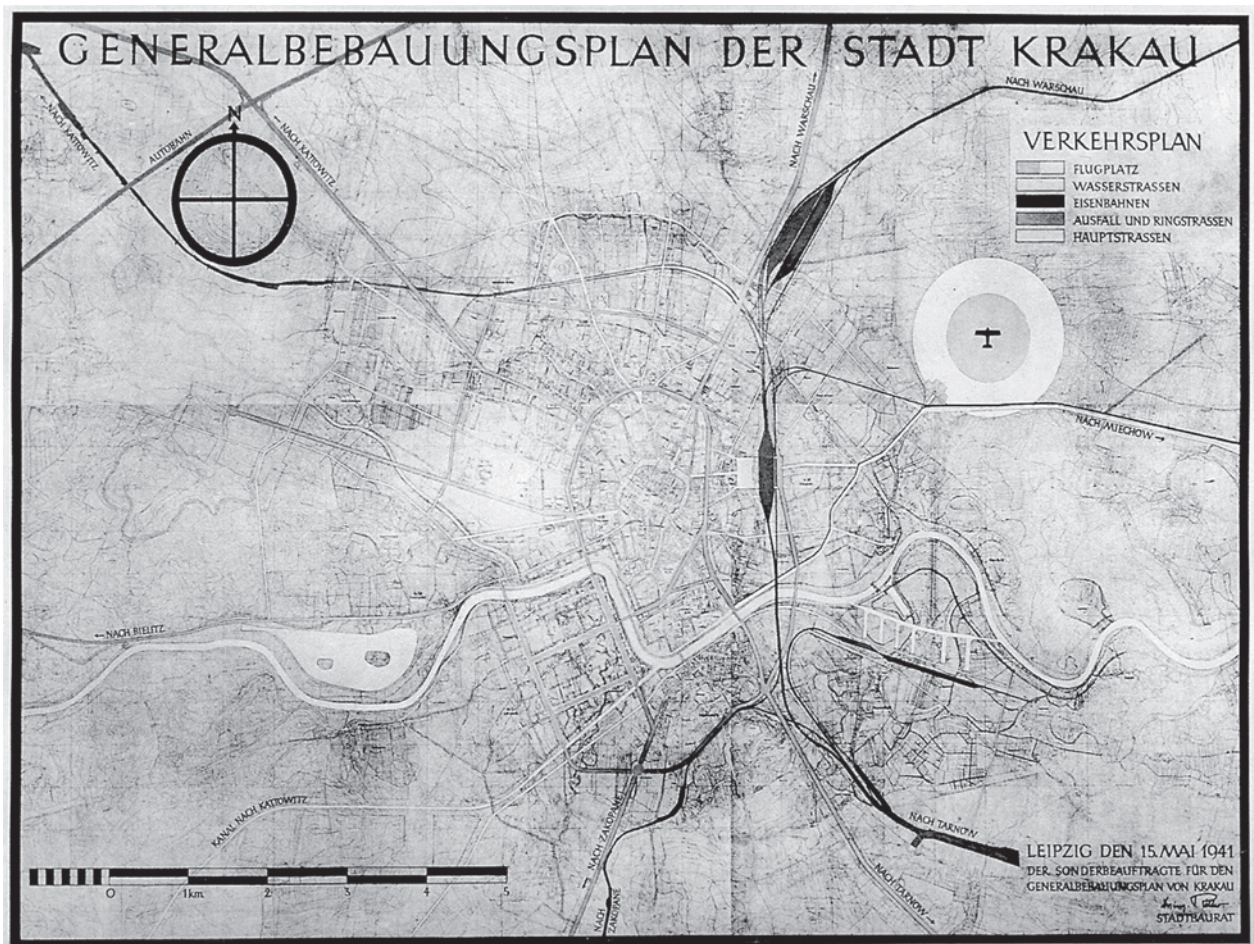 GENERALBEBAUUNGSPLAN DER STADT KRAKAU
N
← NACH KATTOWITZ
AUTOBAHN
← NACH KATTOWITZ
NACH WARSCHAU →
NACH WARSCHAU
VERKEHRSPLAN
FLUGPLATZ
WASSERSTRASSEN
EISENBAHNEN
AUSFALL UND RINGSTRASSEN
HAUPTSTRASSEN
NACH MIECHOW →
← NACH BIELITZ
KANAL NACH KATTOWITZ
← NACH ZAKOPANE
NACH ZAKOPANE
NACH TARNOW
NACH TARNOW →
0 1km. 2 3 4 5
LEIPZIG DEN 15. MAI 1941
DER SONDERBEAUFTRAGTE FÜR DEN
GENERALBEBAUUNGSPLAN VON KRAKAU
STADTBAURAT